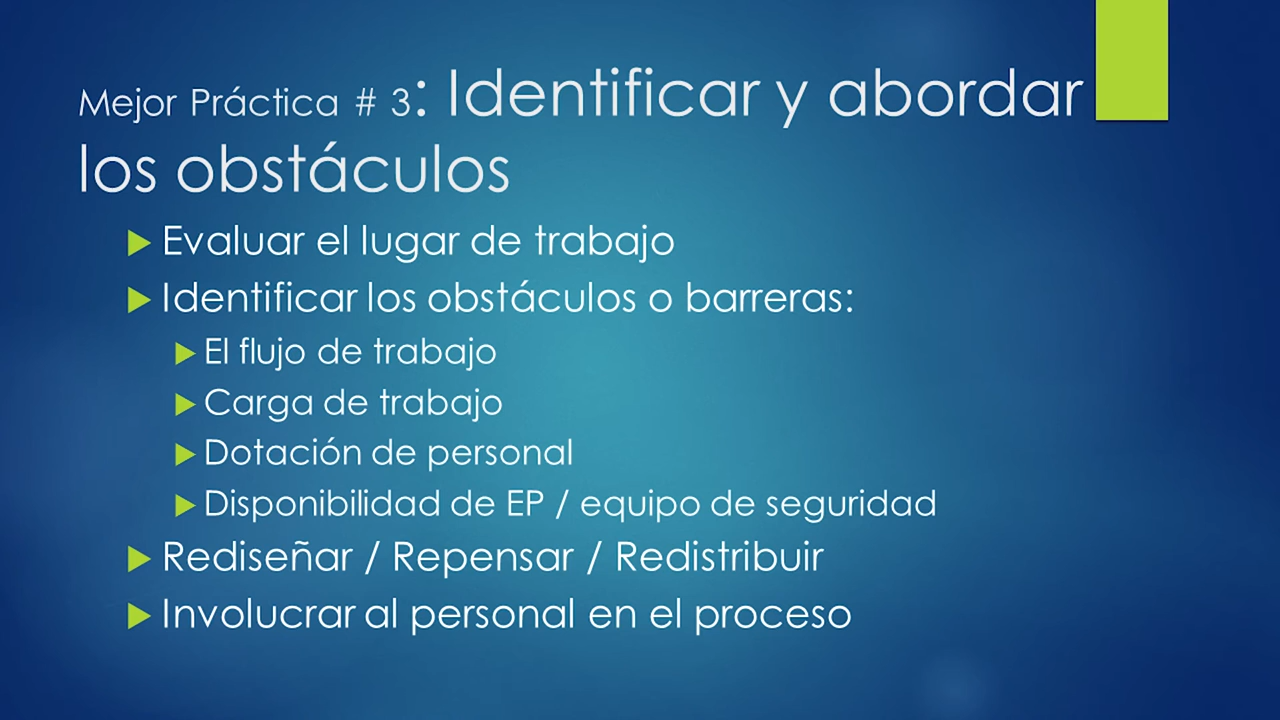 Mejor Práctica # 3: Identificar y abordar
los obstáculos
Evaluar el lugar de trabajo
Identificar los obstáculos o barreras:
El flujo de trabajo
Carga de trabajo
Dotación de personal
Disponibilidad de EP / equipo de seguridad
Rediseñar / Repensar / Redistribuir
Involucrar al personal en el proceso